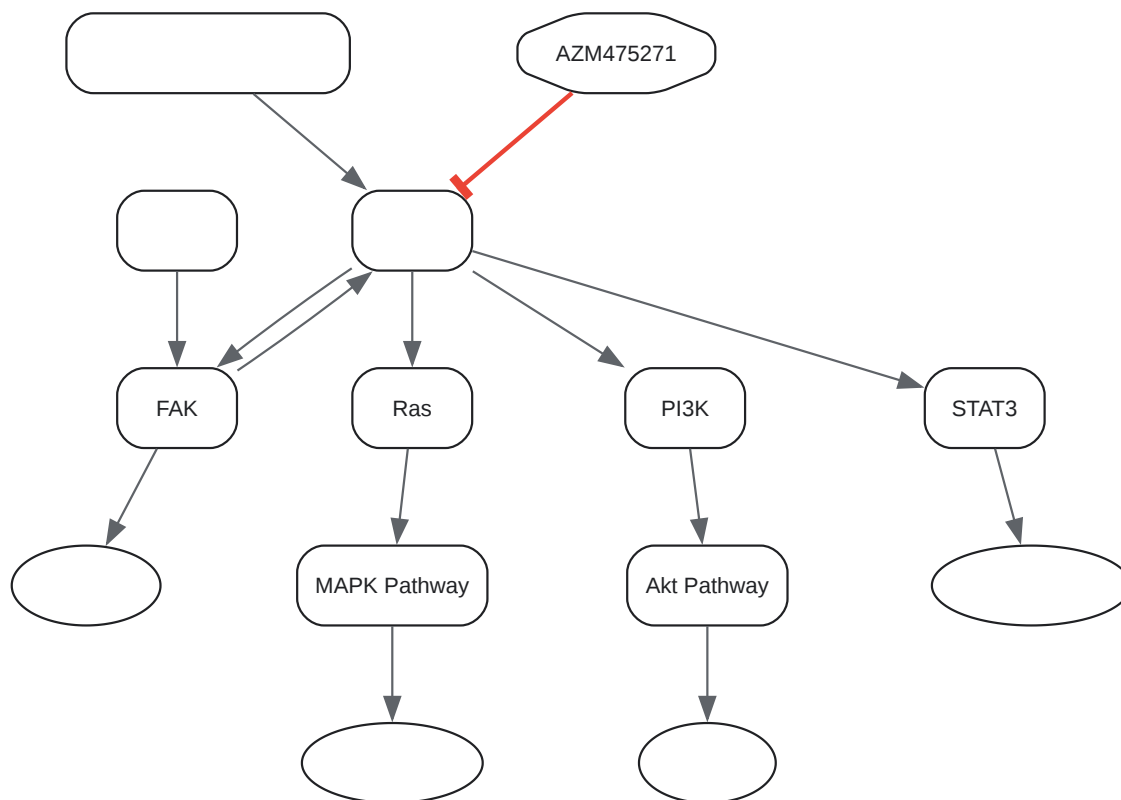 AZM475271
FAK
Ras
PI3K
STAT3
MAPK Pathway
Akt Pathway